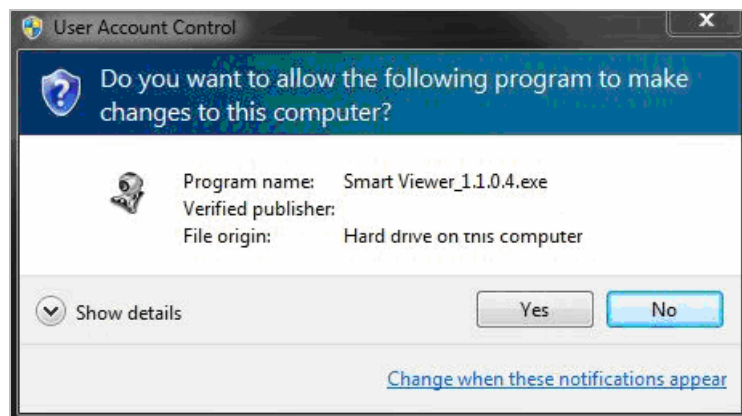 User Account Control
x
Do you want to allow the following program to make
changes to this computer?
Program name: Smart Viewer_1.1.0.4.exe
Verified publisher:
File origin: Hard drive on this computer
Show details
Yes
No
Change when these notifications appear